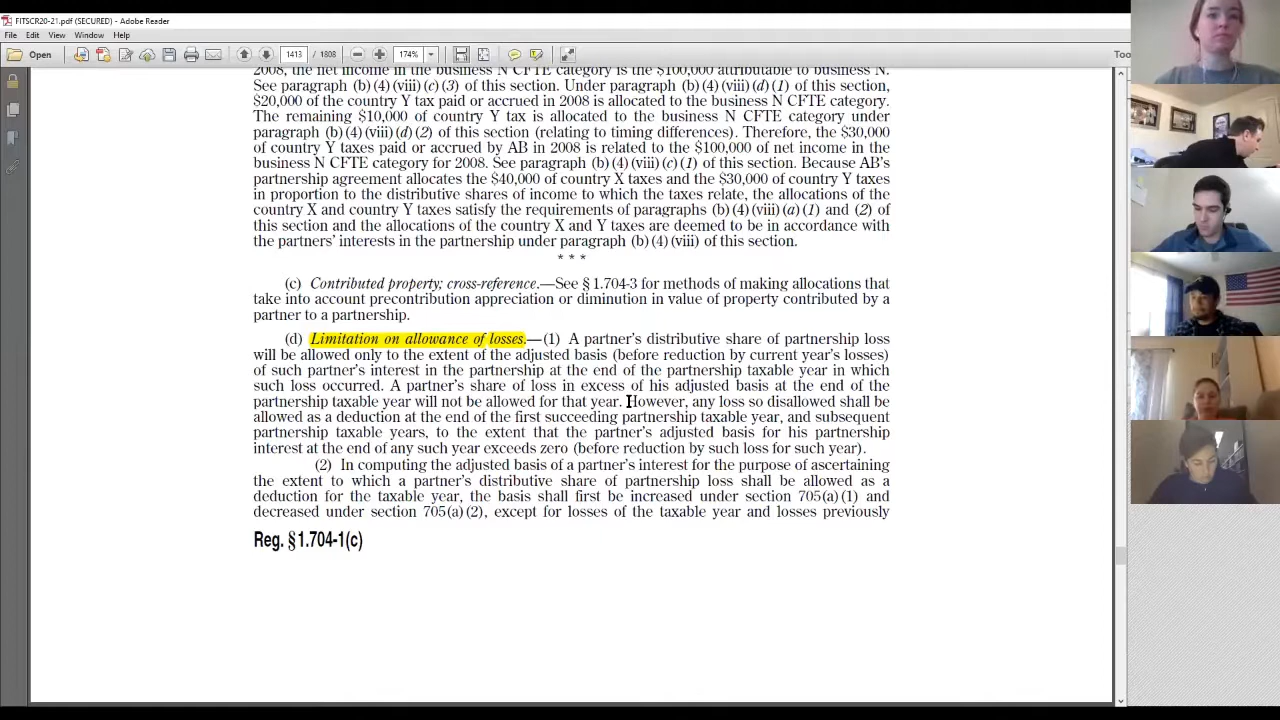 FITSCR20-21.pdf (SECURED) - Adobe Reader
File Edit View Window Help
Open 1413 / 1808 174% Too
2008, the net income in the business N CFTE category is the $100,000 attributable to business N.
See paragraph (b)(4)(viii)(c)(3) of this section. Under paragraph (b)(4)(viii)(d)(1) of this section,
$20,000 of the country Y tax paid or accrued in 2008 is allocated to the business N CFTE category.
The remaining $10,000 of country Y tax is allocated to the business N CFTE category under
paragraph (b)(4)(viii)(d)(2) of this section (relating to timing differences). Therefore, the $30,000
of country Y taxes paid or accrued by AB in 2008 is related to the $100,000 of net income in the
business N CFTE category for 2008. See paragraph (b)(4)(viii)(c)(1) of this section. Because AB's
partnership agreement allocates the $40,000 of country X taxes and the $30,000 of country Y taxes
in proportion to the distributive shares of income to which the taxes relate, the allocations of the
country X and country Y taxes satisfy the requirements of paragraphs (b)(4)(viii)(a)(1) and (2) of
this section and the allocations of the country X and Y taxes are deemed to be in accordance with
the partners' interests in the partnership under paragraph (b)(4)(viii) of this section.
* * *
(c) Contributed property; cross-reference.—See §1.704-3 for methods of making allocations that
take into account precontribution appreciation or diminution in value of property contributed by a
partner to a partnership.
(d) Limitation on allowance of losses.—(1) A partner's distributive share of partnership loss
will be allowed only to the extent of the adjusted basis (before reduction by current year's losses)
of such partner's interest in the partnership at the end of the partnership taxable year in which
such loss occurred. A partner's share of loss in excess of his adjusted basis at the end of the
partnership taxable year will not be allowed for that year. However, any loss so disallowed shall be
allowed as a deduction at the end of the first succeeding partnership taxable year, and subsequent
partnership taxable years, to the extent that the partner's adjusted basis for his partnership
interest at the end of any such year exceeds zero (before reduction by such loss for such year).
(2) In computing the adjusted basis of a partner's interest for the purpose of ascertaining
the extent to which a partner's distributive share of partnership loss shall be allowed as a
deduction for the taxable year, the basis shall first be increased under section 705(a)(1) and
decreased under section 705(a)(2), except for losses of the taxable year and losses previously
Reg. §1.704-1(c)